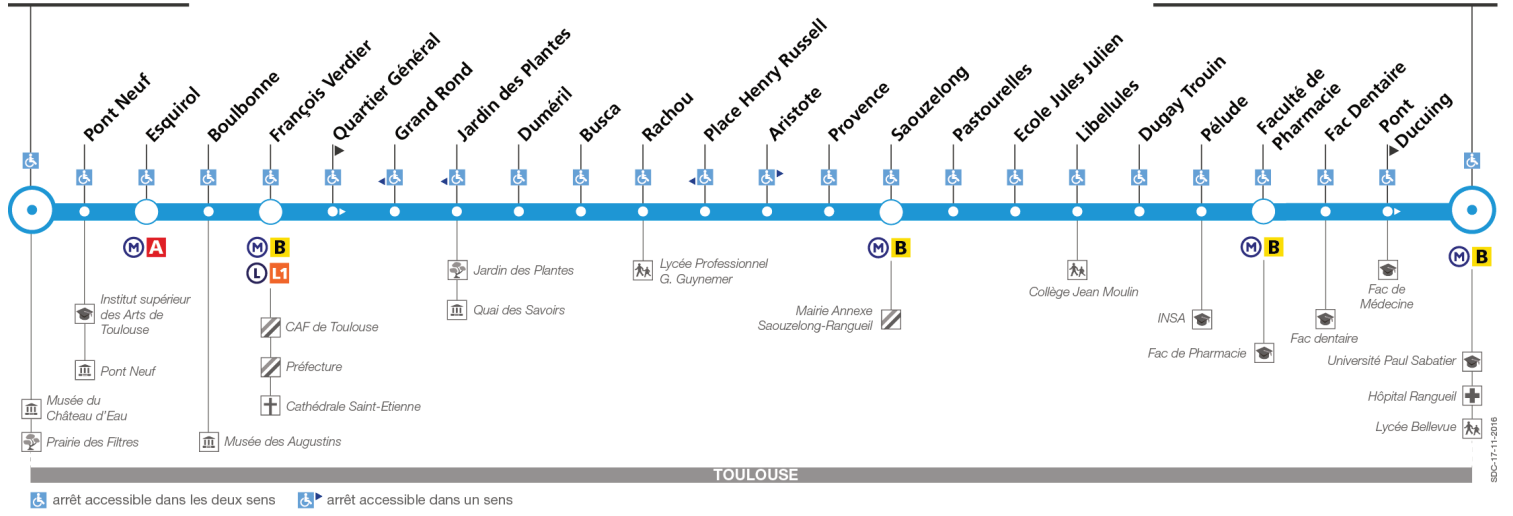 Pont Neuf
Esquirol
Boulbonne
François Verdier
Quartier Général
Grand Rond
Jardin des Plantes
Duméril
Busca
Rachou
Place Henry Russell
Aristote
Provence
Saouzelong
Pastourelles
Ecole Jules Julien
Libellules
Dugay Trouin
Pélude
Faculté de
Pharmacie
Fac Dentaire
Pont
Ducuing
M A
M B
L L1
M B
M B
M B
Institut supérieur
des Arts de
Toulouse
Pont Neuf
Musée du
Château d'Eau
Prairie des Filtres
Musée des Augustins
CAF de Toulouse
Préfecture
Cathédrale Saint-Etienne
Jardin des Plantes
Quai des Savoirs
Lycée Professionnel
G. Guynemer
Mairie Annexe
Saouzelong-Rangueil
Collège Jean Moulin
INSA
Fac de Pharmacie
Fac dentaire
Fac de
Médecine
Université Paul Sabatier
Hôpital Rangueil
Lycée Bellevue
SDC-17-11-2016
TOULOUSE
arrêt accessible dans les deux sens
arrêt accessible dans un sens